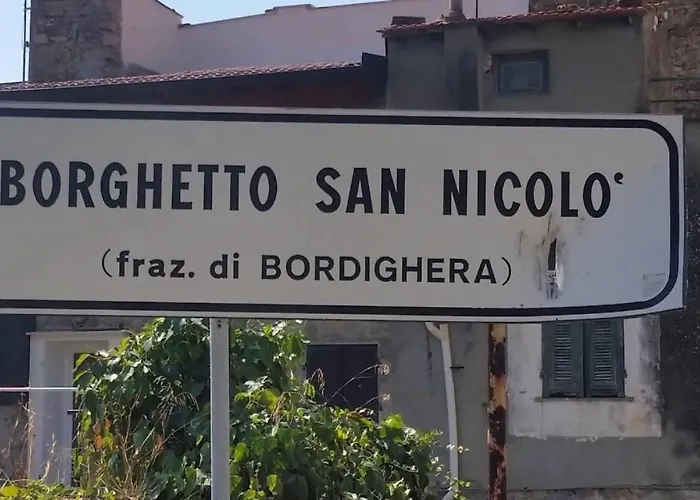 BORGHETTO SAN NICOLO‘
(fraz. di BORDIGHERA)